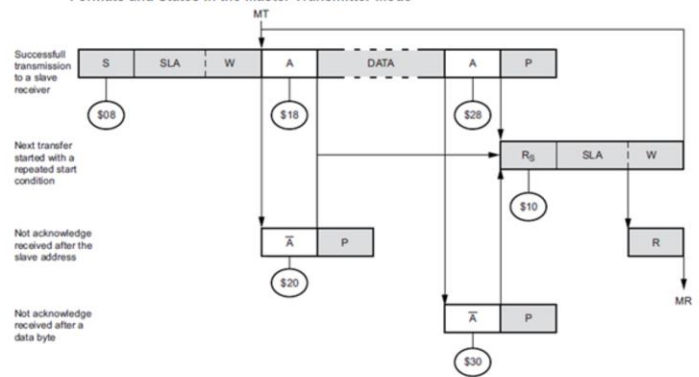 Formats and States in the Master Transmitter Mode
MT
Successfull
transmission
to a slave
receiver
S SLA W A DATA A P
$08 $18 $28
Next transfer
started with a
repeated start
condition
RS SLA W
$10
Not acknowledge
received after the
slave address
A P
R
$20
MR
Not acknowledge
received after a
data byte
A P
$30